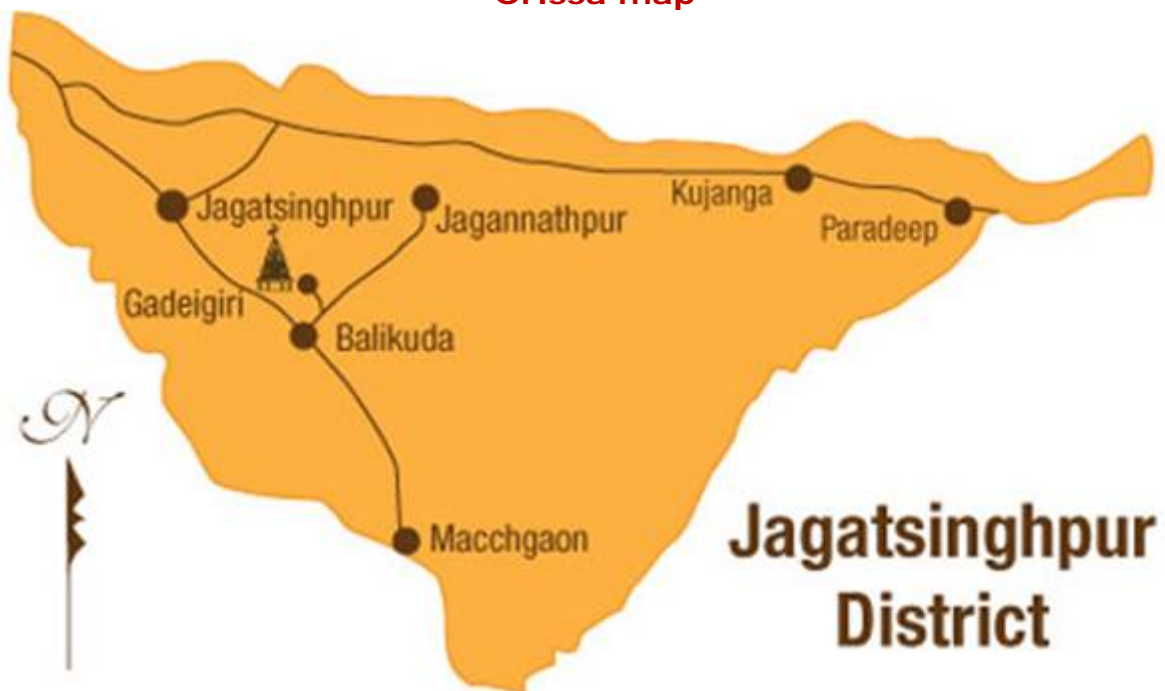 Orissa map
Jagatsinghpur
Jagannathpur
Kujanga
Paradeep
Gadeigiri
Balikuda
N
Macchgaon
Jagatsinghpur
District